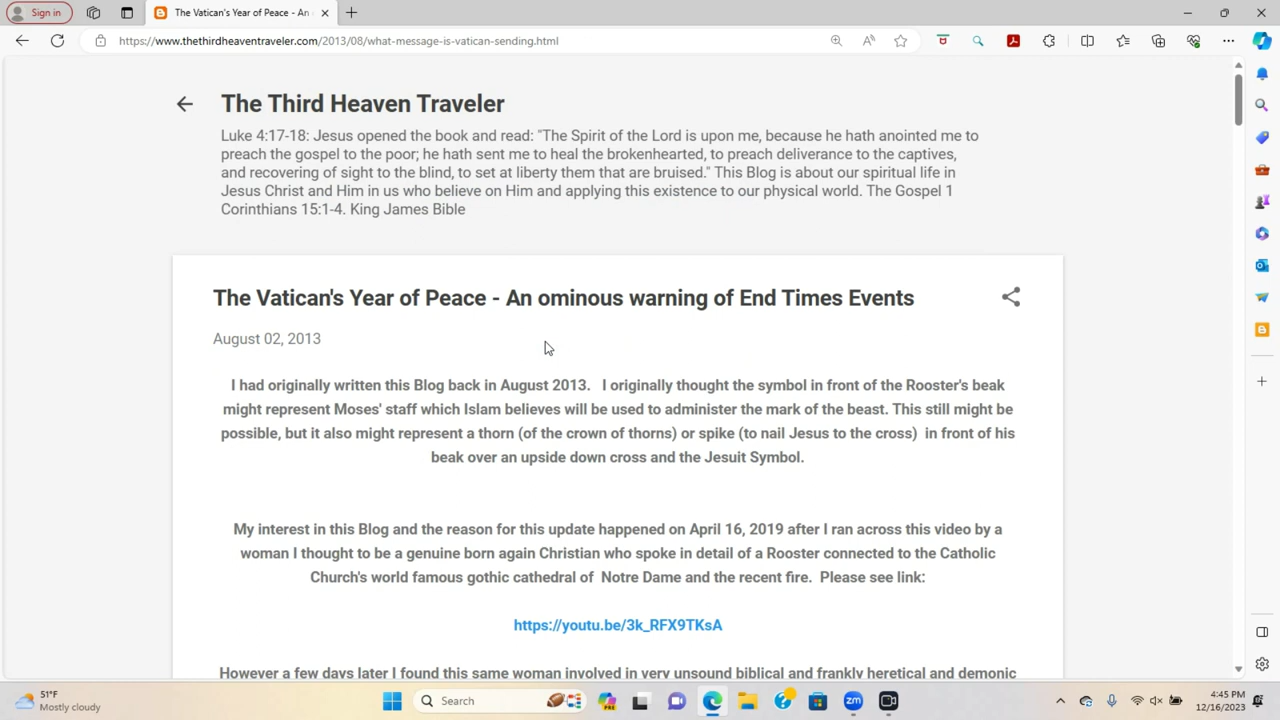 Sign in
The Vatican's Year of Peace - An
https://www.thethirdheaventraveler.com/2013/08/what-message-is-vatican-sending.html
The Third Heaven Traveler
Luke 4:17-18: Jesus opened the book and read: "The Spirit of the Lord is upon me, because he hath anointed me to
preach the gospel to the poor; he hath sent me to heal the brokenhearted, to preach deliverance to the captives,
and recovering of sight to the blind, to set at liberty them that are bruised." This Blog is about our spiritual life in
Jesus Christ and Him in us who believe on Him and applying this existence to our physical world. The Gospel 1
Corinthians 15:1-4. King James Bible
The Vatican's Year of Peace - An ominous warning of End Times Events
August 02, 2013
I had originally written this Blog back in August 2013. I originally thought the symbol in front of the Rooster's beak
might represent Moses' staff which Islam believes will be used to administer the mark of the beast. This still might be
possible, but it also might represent a thorn (of the crown of thorns) or spike (to nail Jesus to the cross) in front of his
beak over an upside down cross and the Jesuit Symbol.
My interest in this Blog and the reason for this update happened on April 16, 2019 after I ran across this video by a
woman I thought to be a genuine born again Christian who spoke in detail of a Rooster connected to the Catholic
Church's world famous gothic cathedral of Notre Dame and the recent fire. Please see link:
https://youtu.be/3k_RFX9TKsA
However a few days later I found this same woman involved in very unsound biblical and frankly heretical and demonic
51°F
Mostly cloudy
Search
4:45 PM
12/16/2023